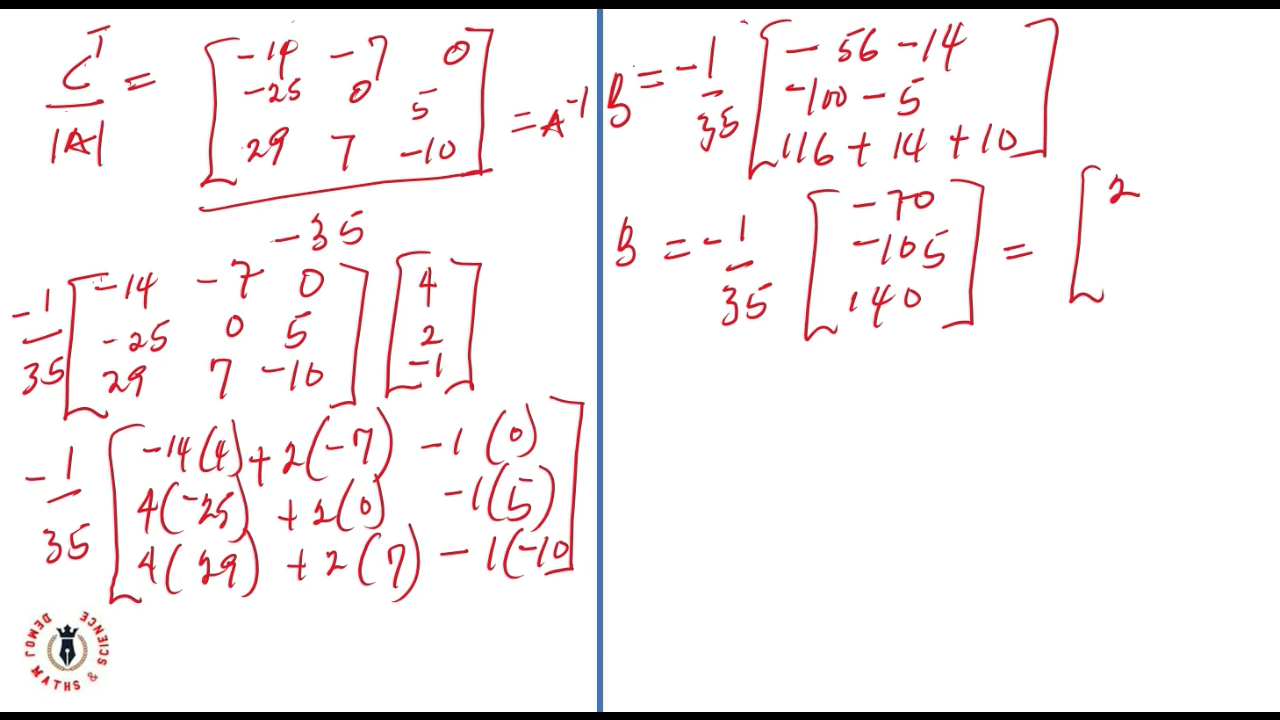 C^T / |A| = [ -14 -7 0
-25 0 5
29 7 -10 ] = A^-1
-35
-1/35 [ -14 -7 0
-25 0 5
29 7 -10 ] [ 4
2
-1 ]
-1/35 [ -14(4) + 2(-7) -1(0)
4(-25) + 2(0) -1(5)
4(29) + 2(7) - 1(-10 ]
DEMOJ MATHS & SCIENCE
B = -1/35 [ -56 -14
-100 -5
116 + 14 + 10 ]
B = -1/35 [ -70
-105
140 ] = [ 2